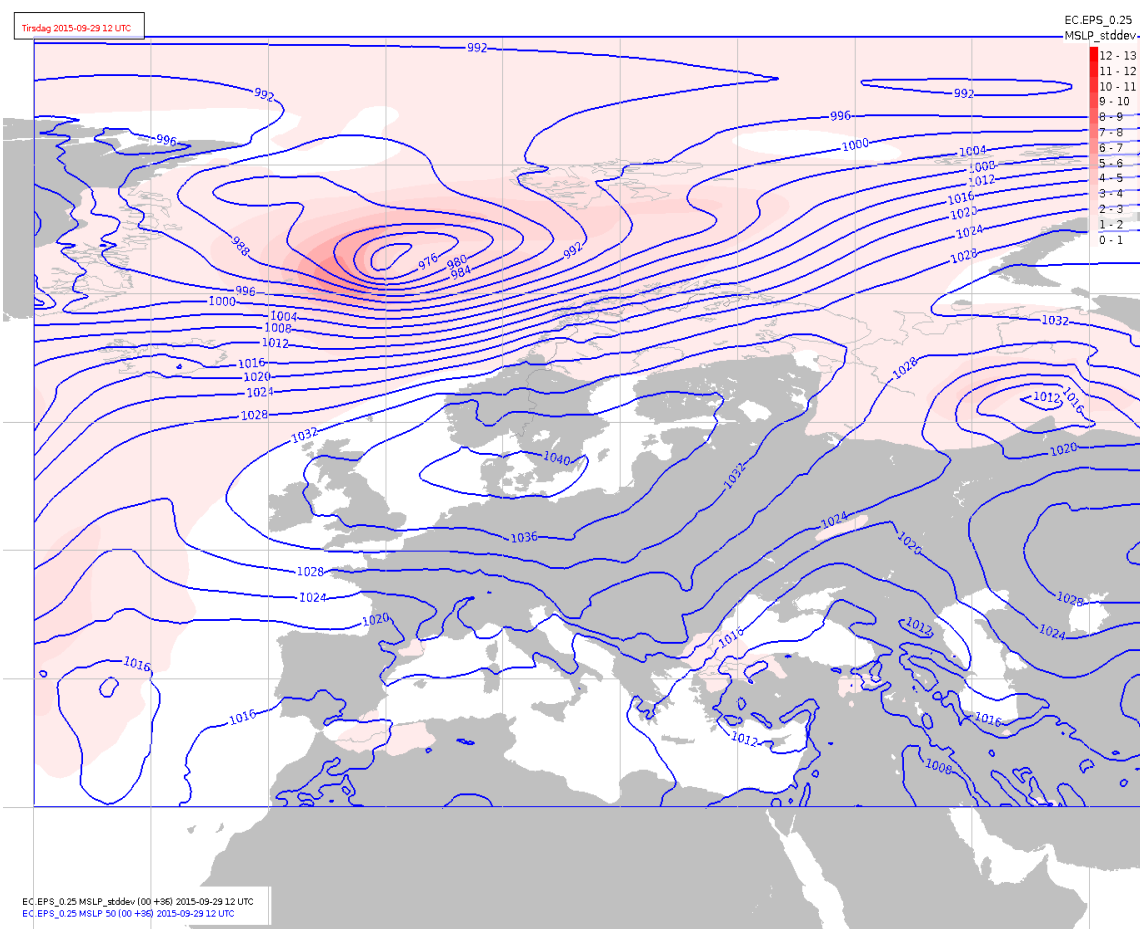 EC.EPS_0.25
MSLP_stddev
Tirsdag 2015-09-29 12 UTC
12 - 13
11 - 12
10 - 11
9 - 10
8 - 9
7 - 8
6 - 7
5 - 6
4 - 5
3 - 4
2 - 3
1 - 2
0 - 1
992
992
992
996
996
1000
1004
1008
1012
1016
1020
1024
1028
988
992
976
980
984
996
1000
1004
1008
1012
1016
1020
1024
1028
1032
1032
1028
1012
1016
1020
1040
1032
1036
1024
1020
1028
1024
1028
1024
1020
1012
1016
1016
1016
1016
1012
1008
EC.EPS_0.25 MSLP_stddev (00 +36) 2015-09-29 12 UTC
EC.EPS_0.25 MSLP 50 (00 +36) 2015-09-29 12 UTC